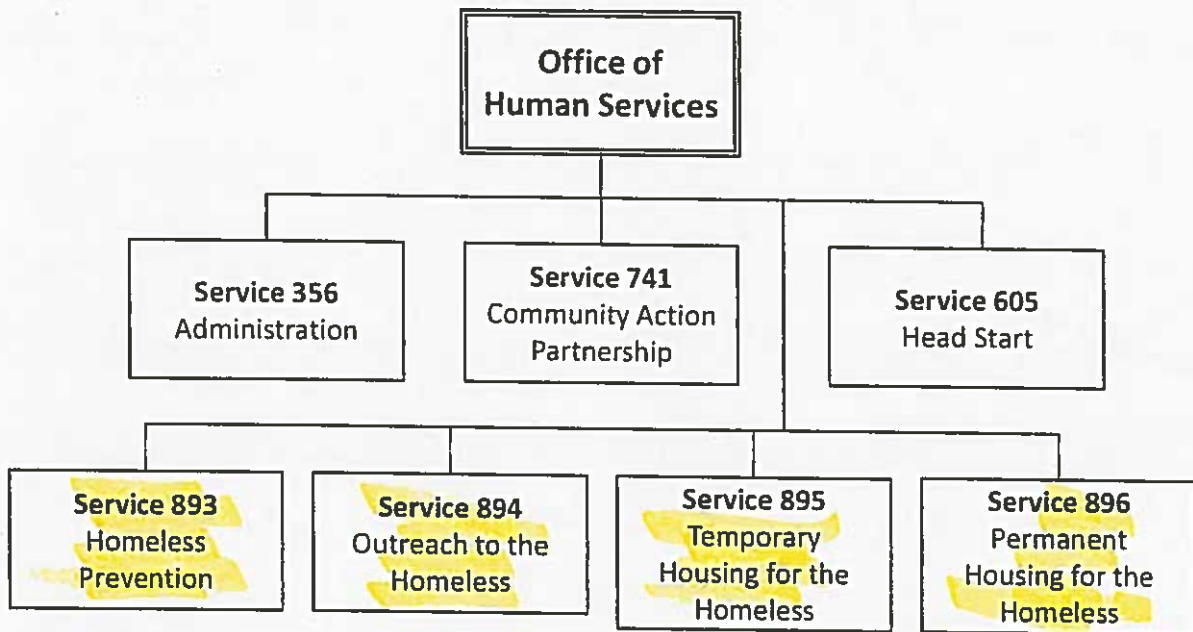 Office of
Human Services
Service 356
Administration
Service 741
Community Action
Partnership
Service 605
Head Start
Service 893
Homeless
Prevention
Service 894
Outreach to the
Homeless
Service 895
Temporary
Housing for the
Homeless
Service 896
Permanent
Housing for the
Homeless